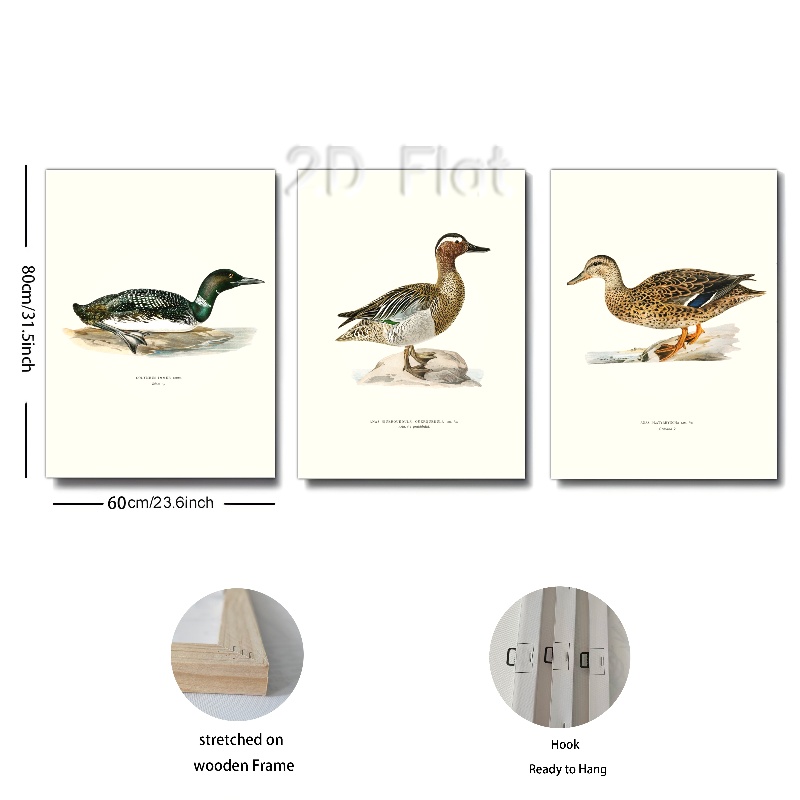 2D Flat
80cm/31.5inch
60cm/23.6inch
stretched on
wooden Frame
Hook
Ready to Hang